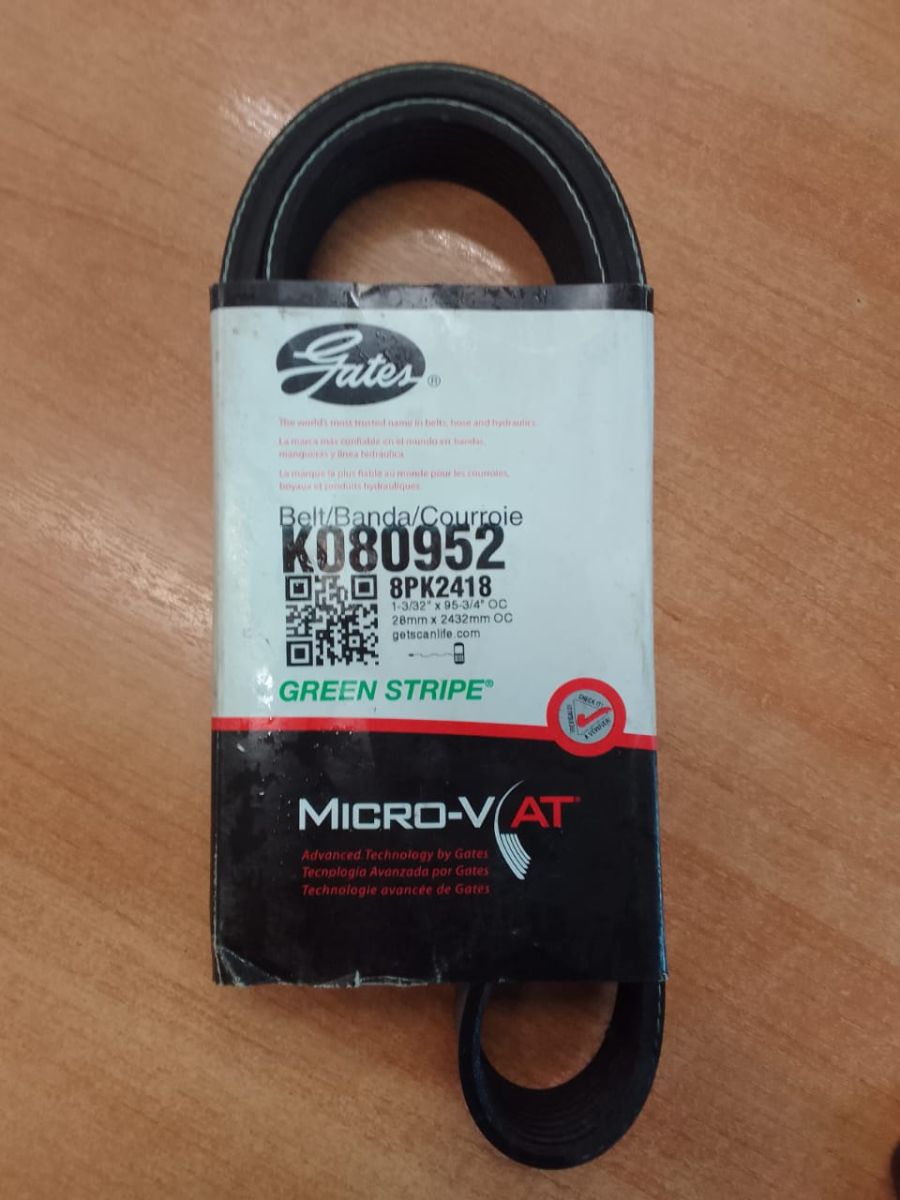 Gates®
The world's most trusted name in belts, hose and hydraulics.
La marca más confiable en el mundo en bandas,
mangueras y línea hidráulica.
La marque la plus fiable au monde pour les courroies,
boyaux et produits hydrauliques.
Belt/Banda/Courroie
K080952
8PK2418
1-3/32" x 95-3/4" OC
28mm x 2432mm OC
getscanlife.com
GREEN STRIPE®
CHECK IT!
A VÉRIFIER!
MICRO-V AT®
Advanced Technology by Gates
Tecnología Avanzada por Gates
Technologie avancée de Gates